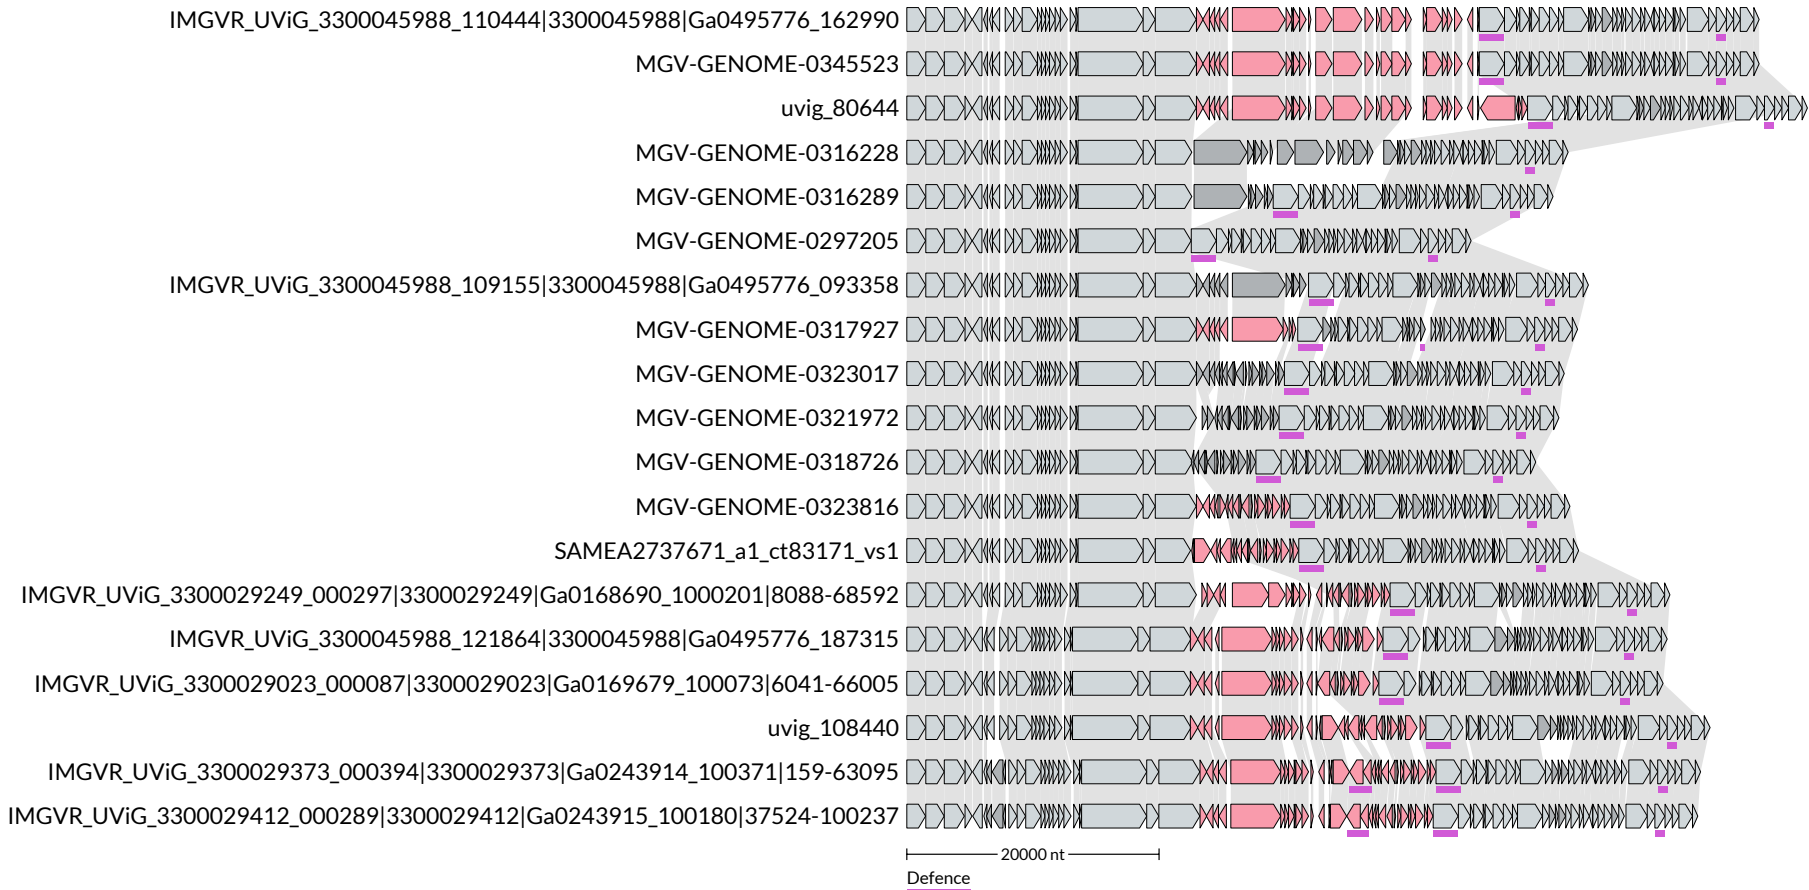 IMGVR_UViG_3300045988_110444|3300045988|Ga0495776_162990
MGV-GENOME-0345523
uvig_80644
MGV-GENOME-0316228
MGV-GENOME-0316289
MGV-GENOME-0297205
IMGVR_UViG_3300045988_109155|3300045988|Ga0495776_093358
MGV-GENOME-0317927
MGV-GENOME-0323017
MGV-GENOME-0321972
MGV-GENOME-0318726
MGV-GENOME-0323816
SAMEA2737671_a1_ct83171_vs1
IMGVR_UViG_3300029249_000297|3300029249|Ga0168690_1000201|8088-68592
IMGVR_UViG_3300045988_121864|3300045988|Ga0495776_187315
IMGVR_UViG_3300029023_000087|3300029023|Ga0169679_100073|6041-66005
uvig_108440
IMGVR_UViG_3300029373_000394|3300029373|Ga0243914_100371|159-63095
IMGVR_UViG_3300029412_000289|3300029412|Ga0243915_100180|37524-100237
20000 nt
Defence